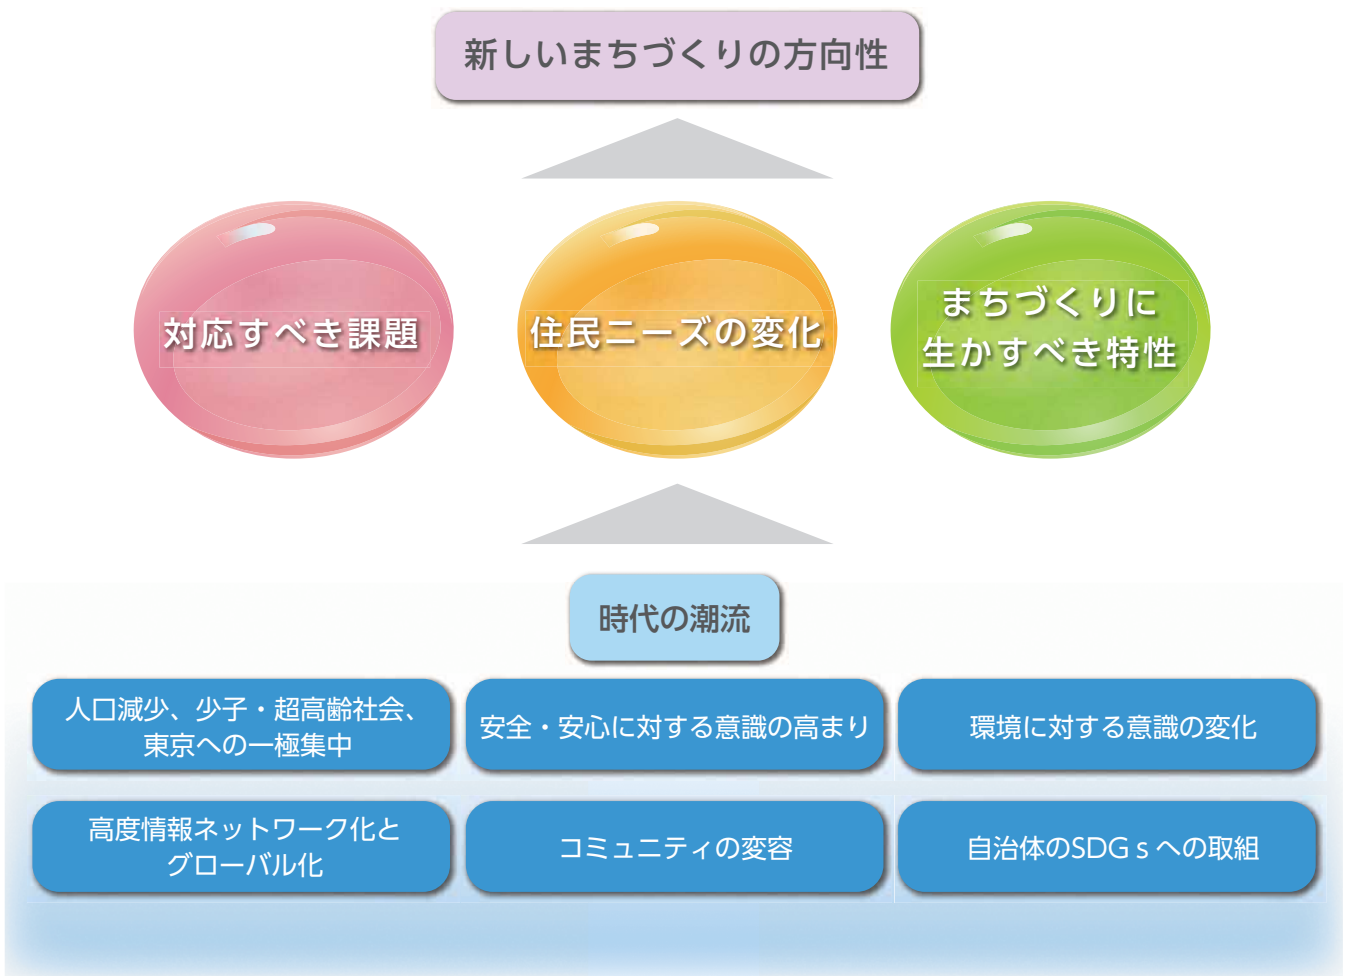 新しいまちづくりの方向性
対応すべき課題
住民ニーズの変化
まちづくりに
生かすべき特性
時代の潮流
人口減少、少子・超高齢社会、
東京への一極集中
安全・安心に対する意識の高まり
環境に対する意識の変化
高度情報ネットワーク化と
グローバル化
コミュニティの変容
自治体のSDGｓへの取組